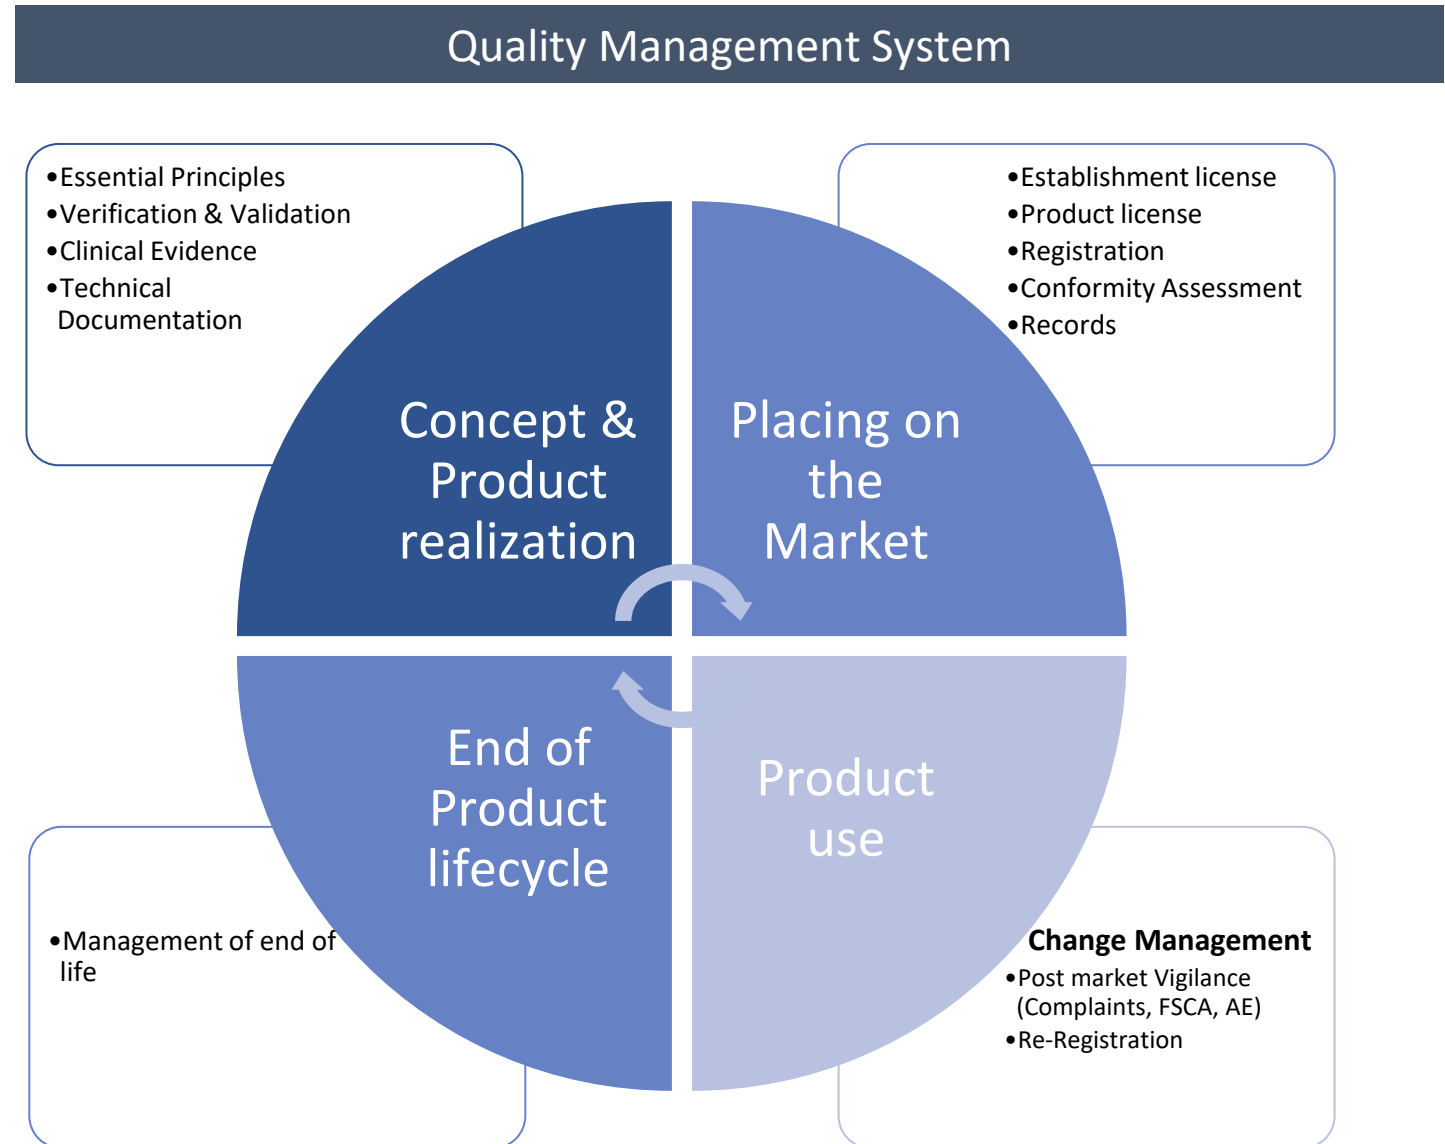 Quality Management System
•Essential Principles
•Verification & Validation
•Clinical Evidence
•Technical
Documentation
•Establishment license
•Product license
•Registration
•Conformity Assessment
•Records
Concept &
Product
realization
Placing on
the
Market
End of
Product
lifecycle
Product
use
•Management of end of
life
Change Management
•Post market Vigilance
(Complaints, FSCA, AE)
•Re-Registration